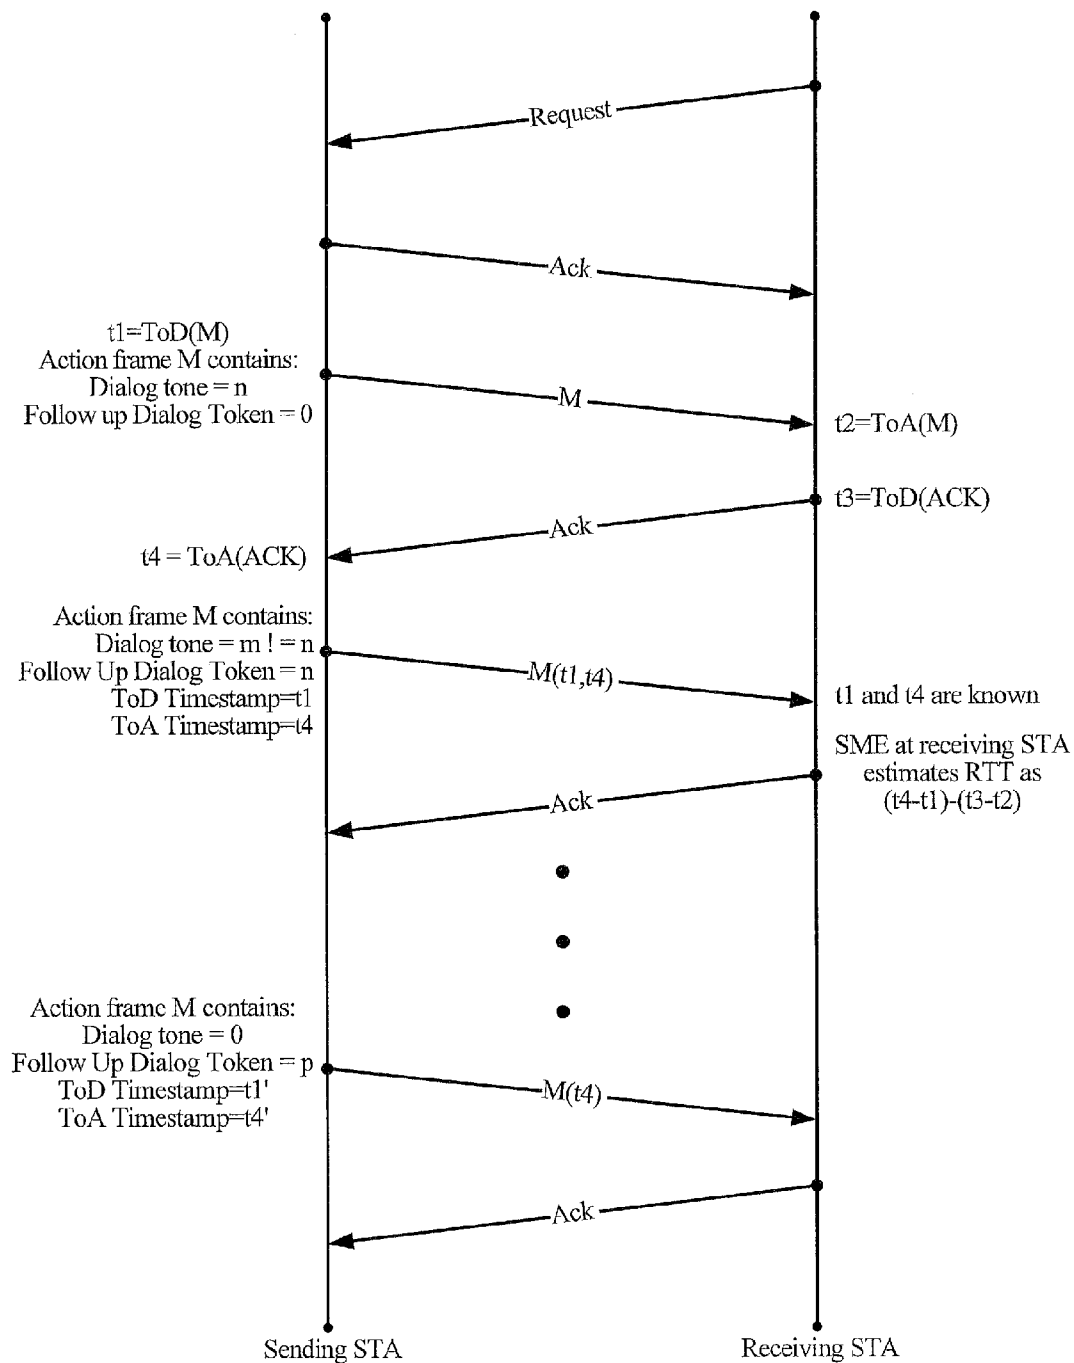 Request
Ack
t1=ToD(M)
Action frame M contains:
Dialog tone = n
Follow up Dialog Token = 0
M
t2=ToA(M)
t3=ToD(ACK)
Ack
t4 = ToA(ACK)
Action frame M contains:
Dialog tone = m ! = n
Follow Up Dialog Token = n
ToD Timestamp=t1
ToA Timestamp=t4
M(t1,t4)
t1 and t4 are known
SME at receiving STA
estimates RTT as
(t4-t1)-(t3-t2)
Ack
Action frame M contains:
Dialog tone = 0
Follow Up Dialog Token = p
ToD Timestamp=t1'
ToA Timestamp=t4'
M(t4)
Ack
Sending STA
Receiving STA